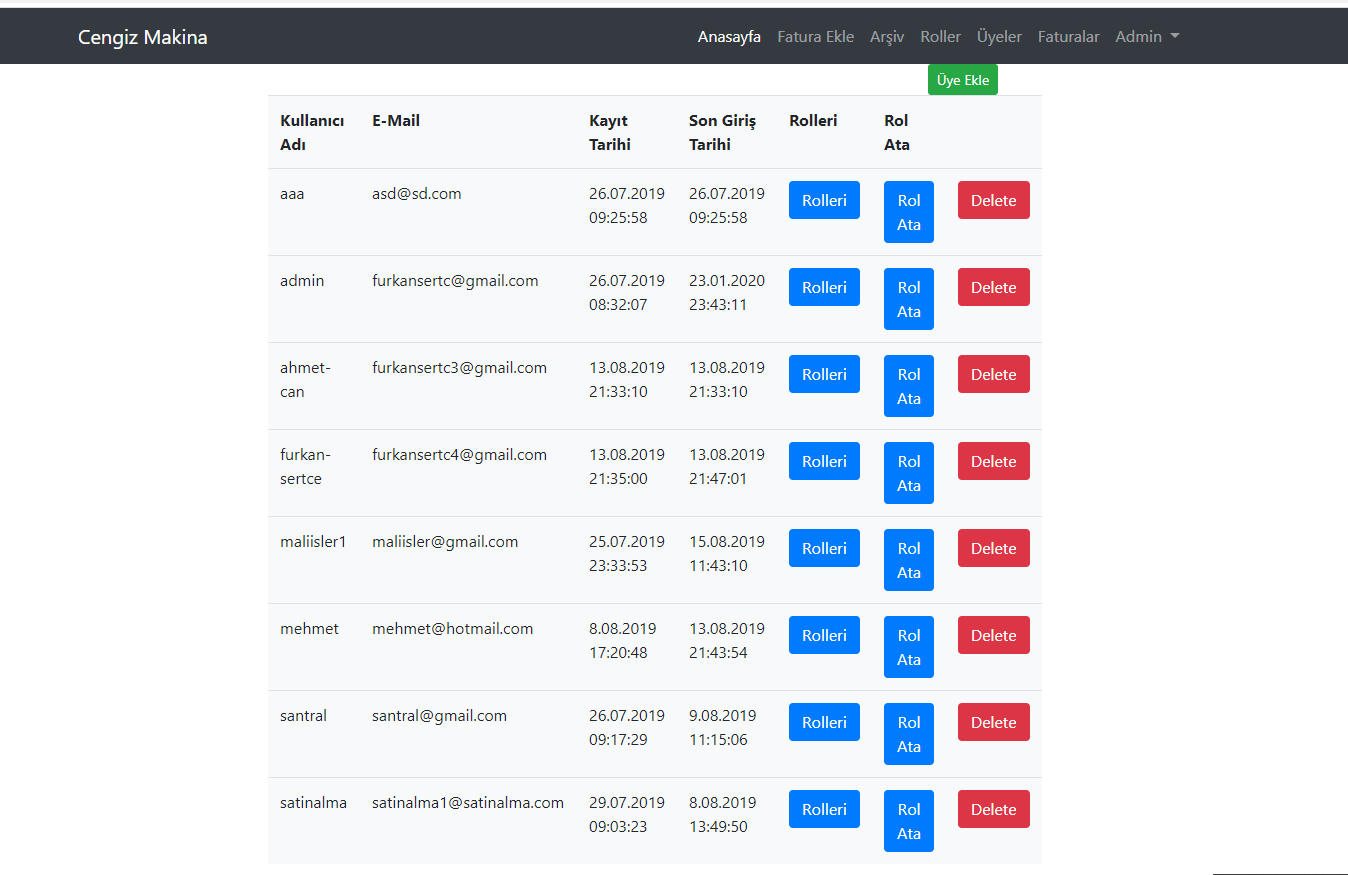 Cengiz Makina Anasayfa Fatura Ekle Arşiv Roller Üyeler Faturalar Admin
Üye Ekle
Kullanıcı E-Mail Kayıt Son Giriş Rolleri Rol
Adı Tarihi Tarihi Ata
aaa asd@sd.com 26.07.2019 26.07.2019 Rolleri Rol Delete
09:25:58 09:25:58 Ata
admin furkansertc@gmail.com 26.07.2019 23.01.2020 Rolleri Rol Delete
08:32:07 23:43:11 Ata
ahmet- furkansertc3@gmail.com 13.08.2019 13.08.2019 Rolleri Rol Delete
can 21:33:10 21:33:10 Ata
furkan- furkansertc4@gmail.com 13.08.2019 13.08.2019 Rolleri Rol Delete
sertce 21:35:00 21:47:01 Ata
maliisler1 maliisler@gmail.com 25.07.2019 15.08.2019 Rolleri Rol Delete
23:33:53 11:43:10 Ata
mehmet mehmet@hotmail.com 8.08.2019 13.08.2019 Rolleri Rol Delete
17:20:48 21:43:54 Ata
santral santral@gmail.com 26.07.2019 9.08.2019 Rolleri Rol Delete
09:17:29 11:15:06 Ata
satinalma satinalma1@satinalma.com 29.07.2019 8.08.2019 Rolleri Rol Delete
09:03:23 13:49:50 Ata